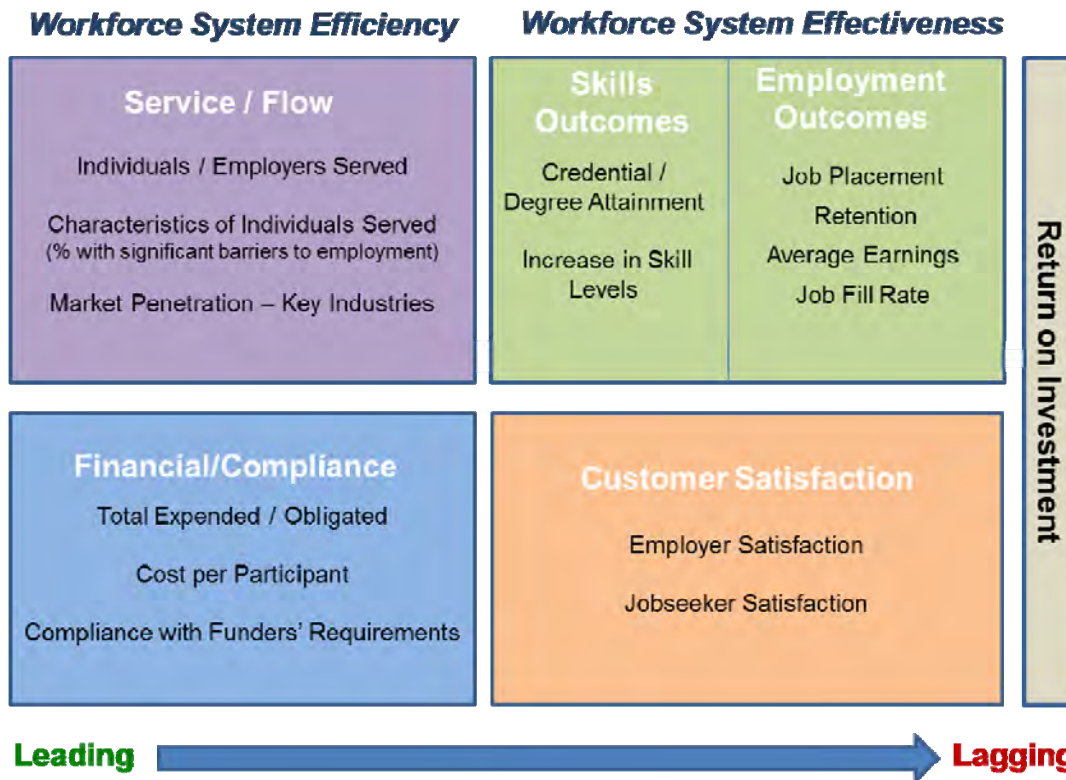 Workforce System Efficiency
Workforce System Effectiveness
Service / Flow
Individuals / Employers Served
Characteristics of Individuals Served
(% with significant barriers to employment)
Market Penetration – Key Industries
Skills
Outcomes
Credential /
Degree Attainment
Increase in Skill
Levels
Employment
Outcomes
Job Placement
Retention
Average Earnings
Job Fill Rate
Financial/Compliance
Total Expended / Obligated
Cost per Participant
Compliance with Funders’ Requirements
Customer Satisfaction
Employer Satisfaction
Jobseeker Satisfaction
Return on Investment
Leading
Lagging